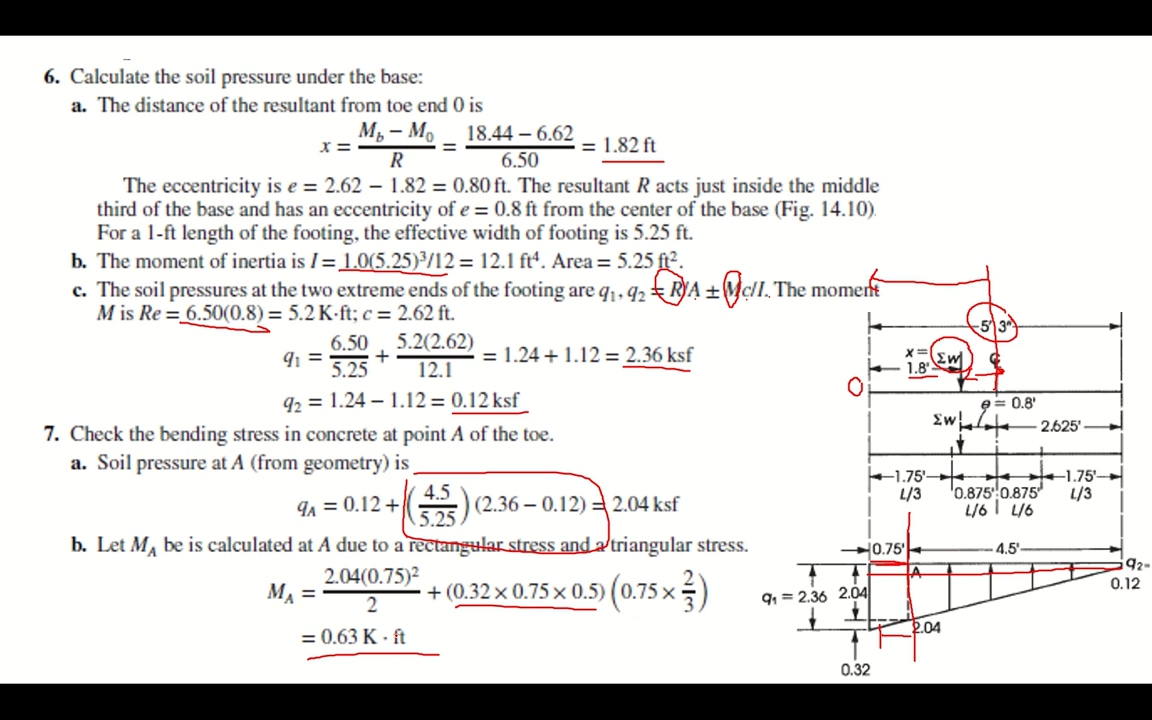 6. Calculate the soil pressure under the base:
a. The distance of the resultant from toe end 0 is
x = (M_b − M_0)/R = (18.44 − 6.62)/6.50 = 1.82 ft
The eccentricity is e = 2.62 − 1.82 = 0.80 ft. The resultant R acts just inside the middle
third of the base and has an eccentricity of e = 0.8 ft from the center of the base (Fig. 14.10).
For a 1-ft length of the footing, the effective width of footing is 5.25 ft.
b. The moment of inertia is I = 1.0(5.25)³/12 = 12.1 ft⁴. Area = 5.25 ft².
c. The soil pressures at the two extreme ends of the footing are q₁, q₂ = R/A ± Mc/I. The moment
M is Re = 6.50(0.8) = 5.2 K·ft; c = 2.62 ft.
q₁ = 6.50/5.25 + 5.2(2.62)/12.1 = 1.24 + 1.12 = 2.36 ksf
q₂ = 1.24 − 1.12 = 0.12 ksf
7. Check the bending stress in concrete at point A of the toe.
a. Soil pressure at A (from geometry) is
q_A = 0.12 + (4.5/5.25)(2.36 − 0.12) = 2.04 ksf
b. Let M_A be is calculated at A due to a rectangular stress and a triangular stress.
M_A = 2.04(0.75)²/2 + (0.32 × 0.75 × 0.5)(0.75 × 2/3)
= 0.63 K · ft
5' 3"
x = ΣW ℄
1.8'
0
e = 0.8'
ΣW
2.625'
1.75' 1.75'
L/3 0.875' 0.875' L/3
L/6 L/6
0.75' 4.5'
A q₂=
0.12
q₁ = 2.36 2.04
2.04
0.32